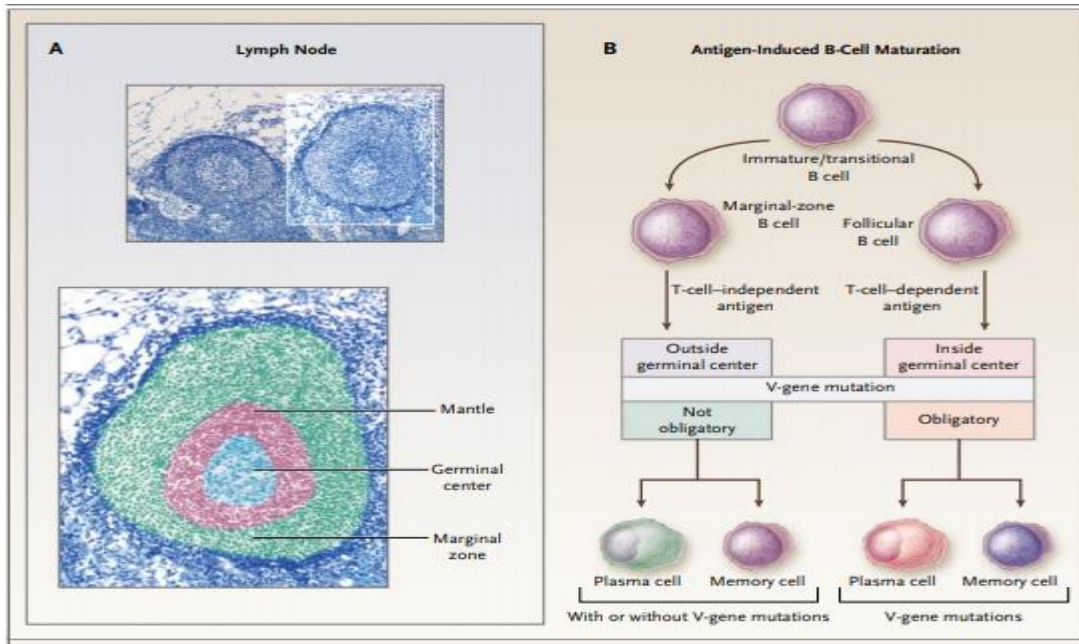 A
Lymph Node
Mantle
Germinal
center
Marginal
zone
B
Antigen-Induced B-Cell Maturation
Immature/transitional
B cell
Marginal-zone
B cell
Follicular
B cell
T-cell–independent
antigen
T-cell–dependent
antigen
Outside
germinal center
Inside
germinal center
V-gene mutation
Not
obligatory
Obligatory
Plasma cell
Memory cell
Plasma cell
Memory cell
With or without V-gene mutations
V-gene mutations